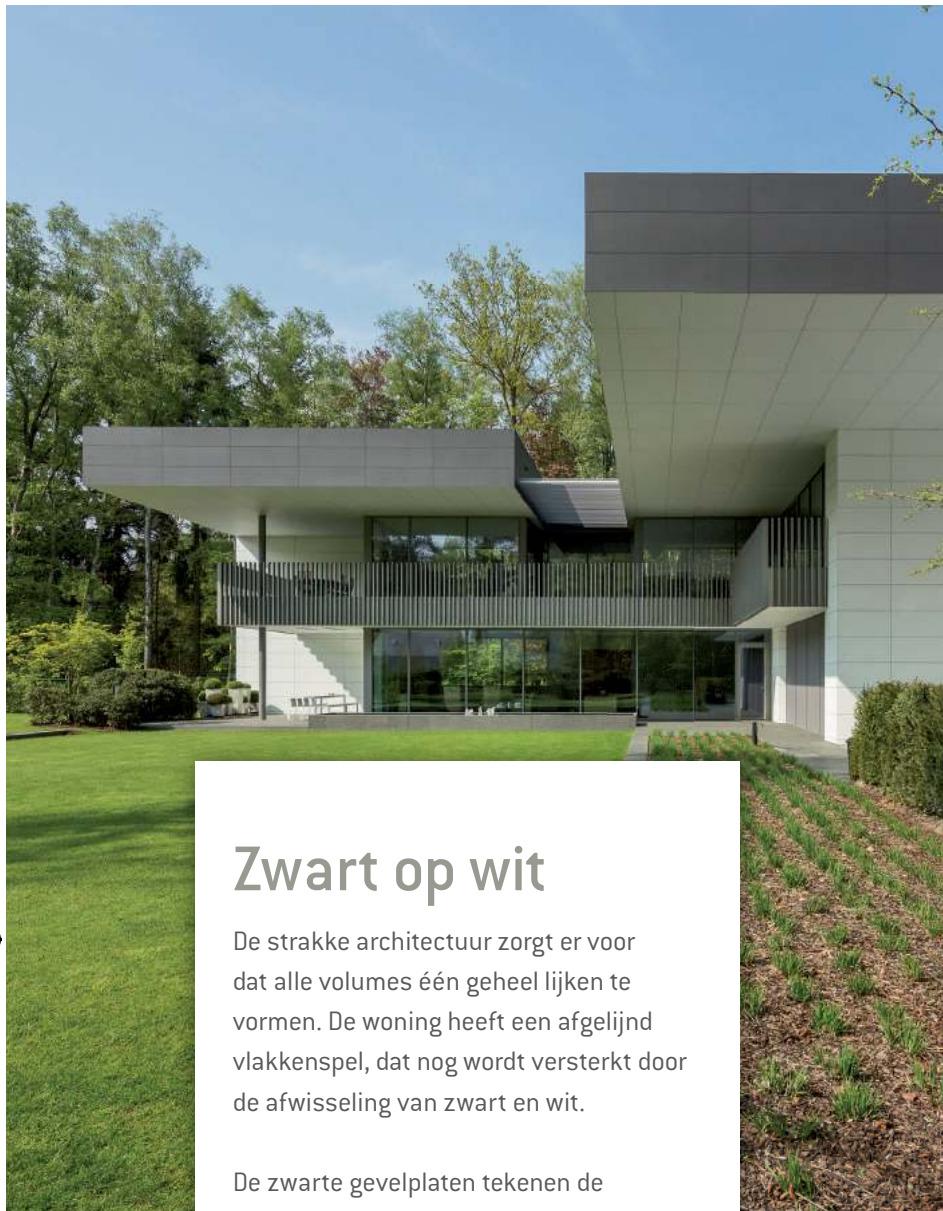 Zwart op wit
De strakke architectuur zorgt er voor
dat alle volumes één geheel lijken te
vormen. De woning heeft een afgelijnd
vlakkenspel, dat nog wordt versterkt door
de afwisseling van zwart en wit.
De zwarte gevelplaten tekenen de